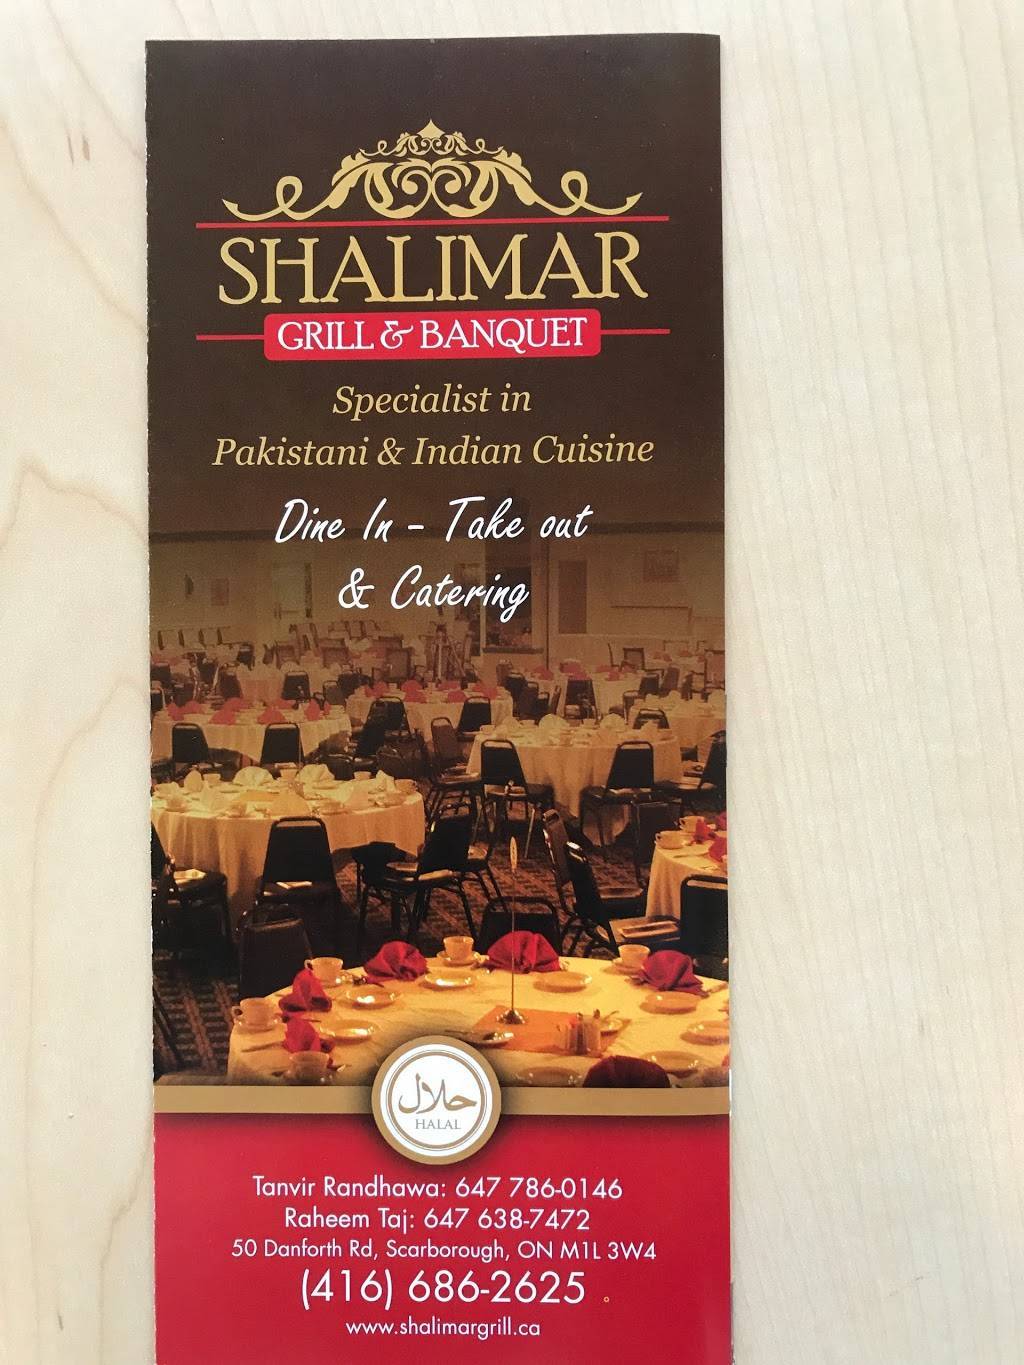 SHALIMAR
GRILL & BANQUET
Specialist in
Pakistani & Indian Cuisine
Dine In - Take out
& Catering
حلال
HALAL
Tanvir Randhawa: 647 786-0146
Raheem Taj: 647 638-7472
50 Danforth Rd, Scarborough, ON M1L 3W4
(416) 686-2625
www.shalimargrill.ca